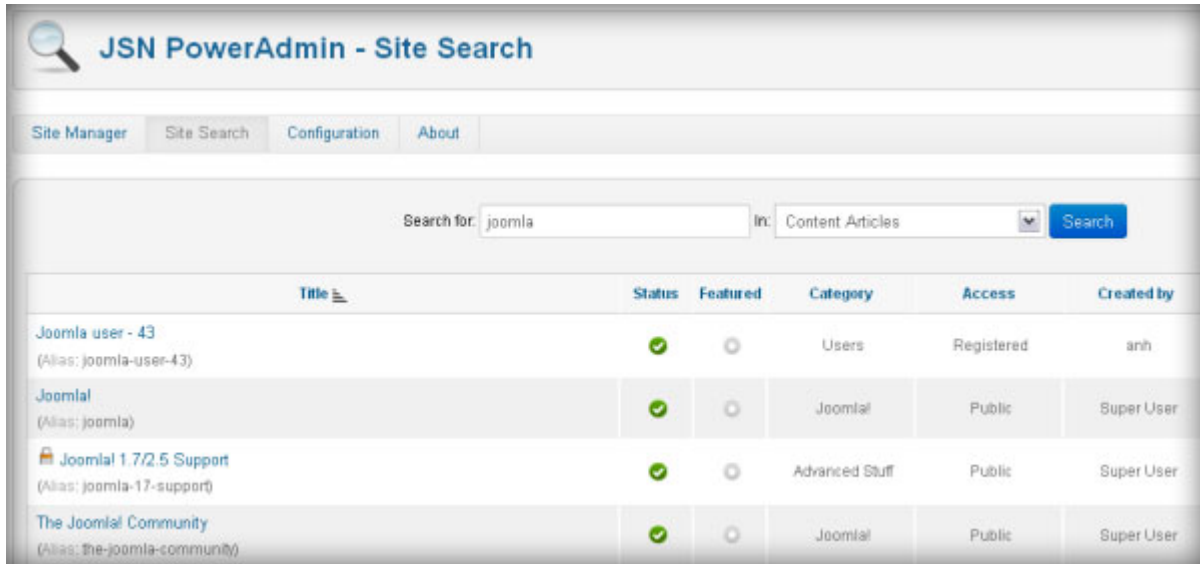 JSN PowerAdmin - Site Search
Site Manager Site Search Configuration About
Search for: joomla In: Content Articles Search
Title Status Featured Category Access Created by
Joomla user - 43
(Alias: joomla-user-43)
Users Registered anh
Joomla!
(Alias: joomla)
Joomla! Public Super User
Joomla! 1.7/2.5 Support
(Alias: joomla-17-support)
Advanced Stuff Public Super User
The Joomla! Community
(Alias: the-joomla-community)
Joomla! Public Super User